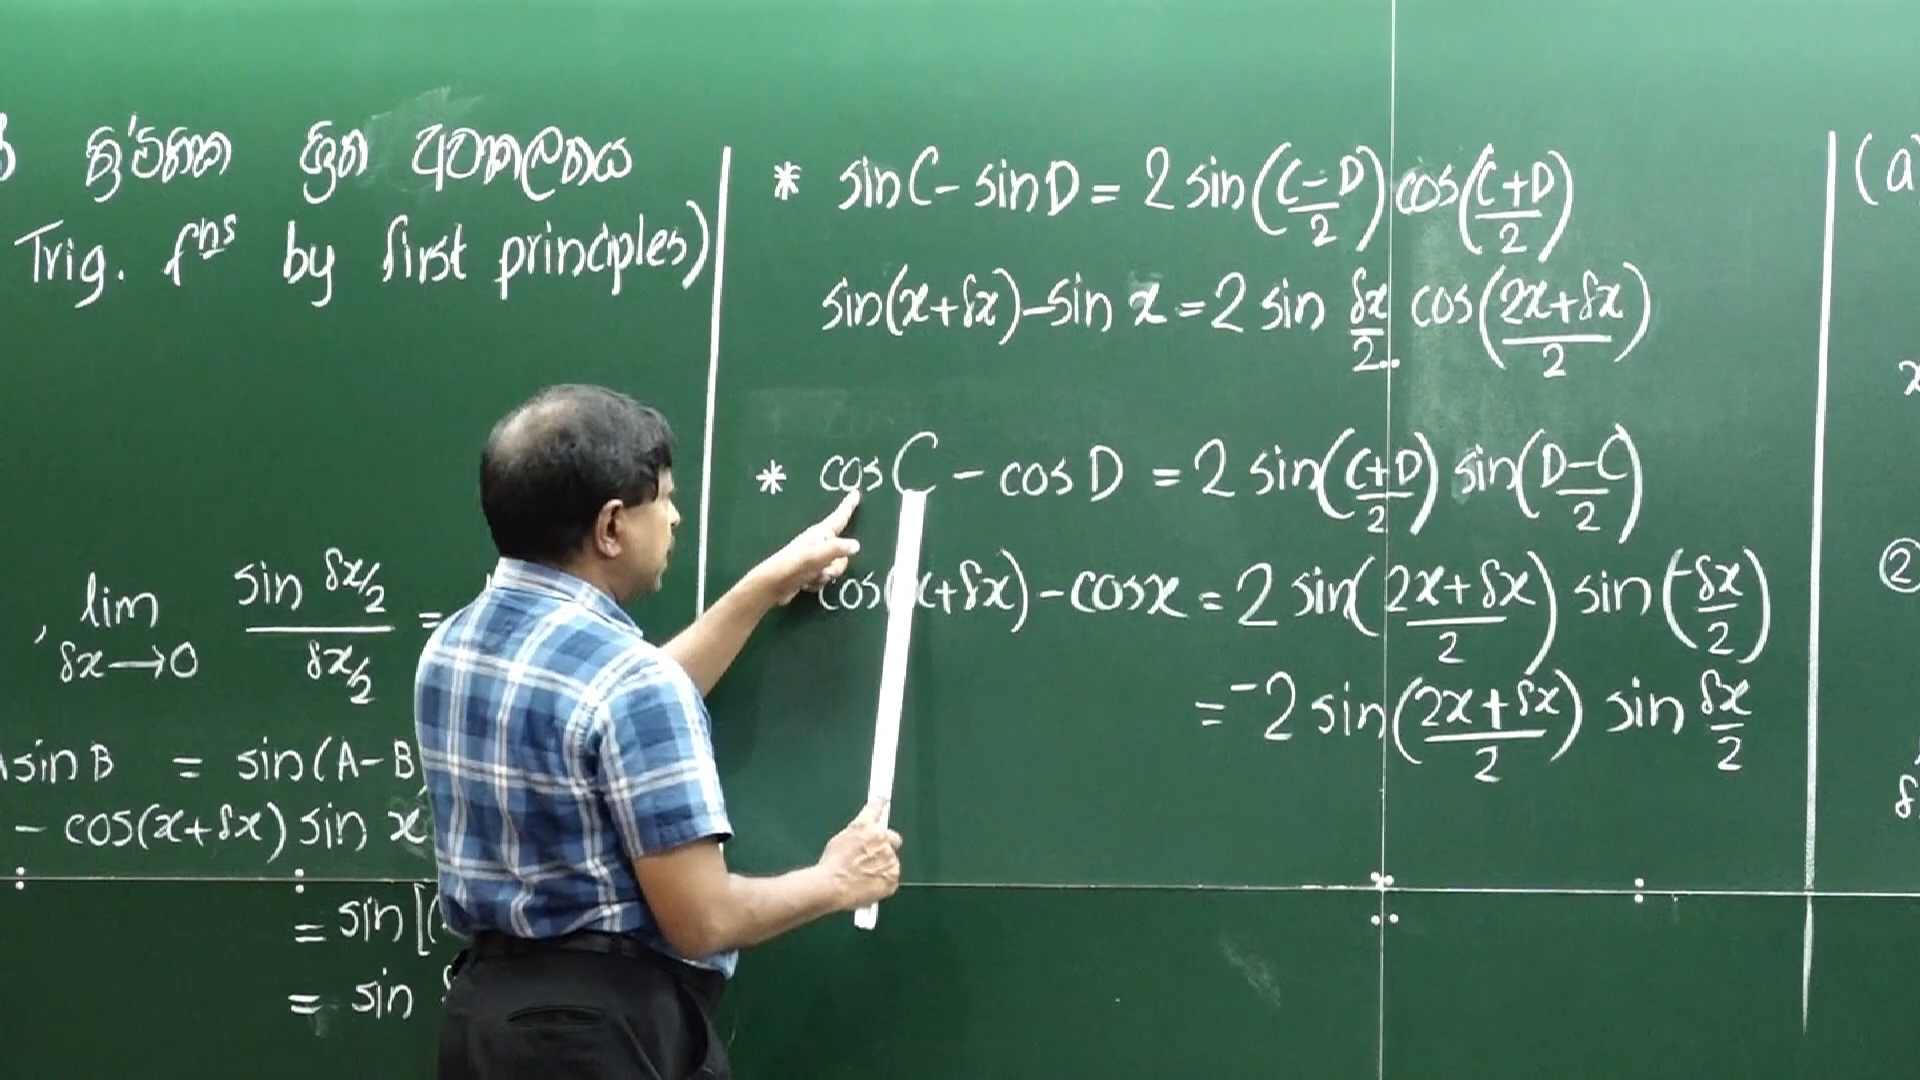 ත්‍රිකෝණමිතික ශ්‍රිත අවකලනය
Trig. fⁿˢ by first principles)
, lim δx→0 (sin δx/2)/(δx/2) =
sin B = sin(A-B
- cos(x+δx) sin x
= sin[(
= sin
* sin C - sin D = 2 sin((C-D)/2) cos((C+D)/2)
sin(x+δx) - sin x = 2 sin δx/2 cos((2x+δx)/2)
* cos C - cos D = 2 sin((C+D)/2) sin((D-C)/2)
cos( x+δx) - cos x = 2 sin((2x+δx)/2) sin(-δx/2)
= -2 sin((2x+δx)/2) sin δx/2
(a)
x
②
δ